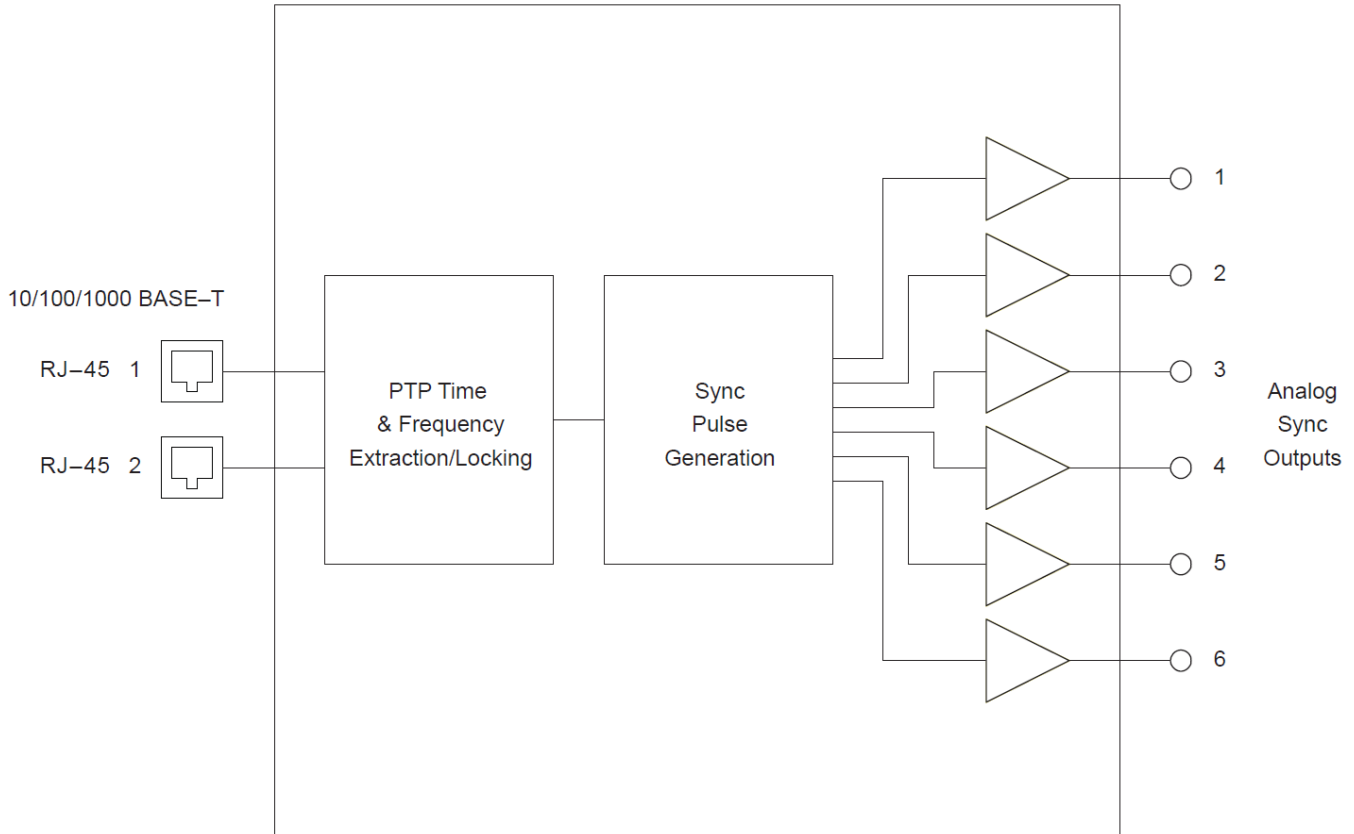 10/100/1000 BASE–T
RJ–45 1
RJ–45 2
PTP Time
& Frequency
Extraction/Locking
Sync
Pulse
Generation
1
2
3
4
5
6
Analog
Sync
Outputs